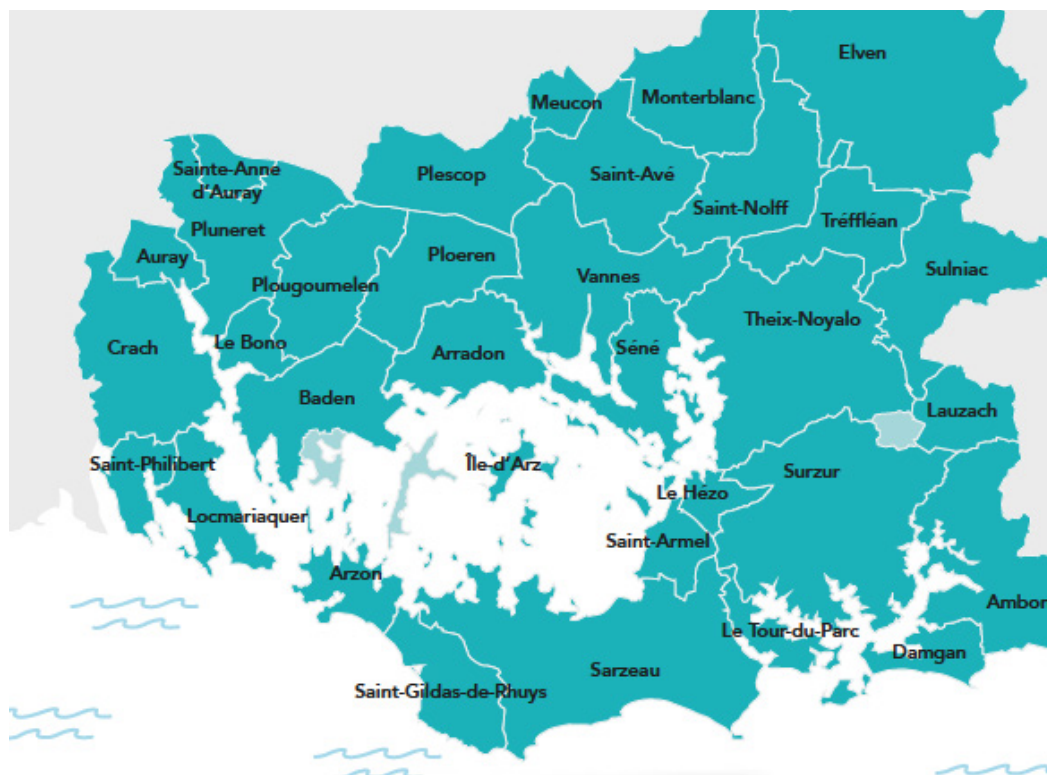 Elven
Meucon
Monterblanc
Sainte-Anne
d'Auray
Plescop
Saint-Avé
Saint-Nolff
Tréffléan
Pluneret
Auray
Ploeren
Plougoumelen
Vannes
Sulniac
Theix-Noyalo
Crach
Le Bono
Arradon
Séné
Baden
Lauzach
Saint-Philibert
Île-d'Arz
Surzur
Le Hézo
Locmariaquer
Saint-Armel
Arzon
Ambon
Le Tour-du-Parc
Damgan
Sarzeau
Saint-Gildas-de-Rhuys